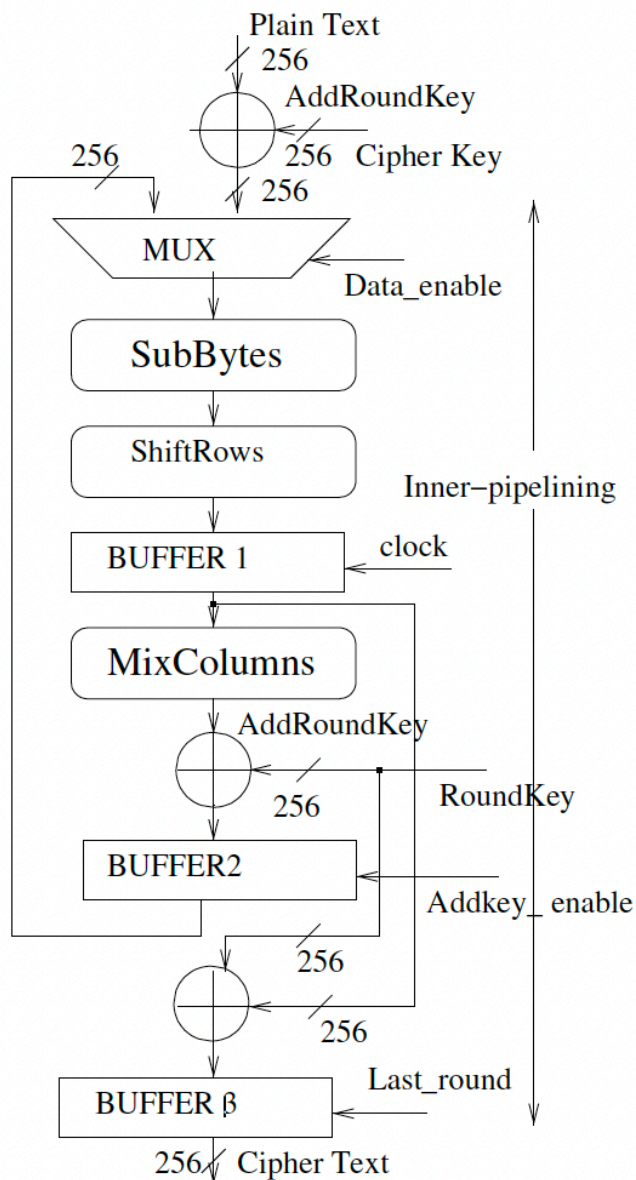 Plain Text
256
AddRoundKey
256
256
Cipher Key
256
MUX
Data_enable
SubBytes
ShiftRows
Inner−pipelining
BUFFER 1
clock
MixColumns
AddRoundKey
256
RoundKey
BUFFER2
Addkey_ enable
256
256
Last_round
BUFFER β
256
Cipher Text